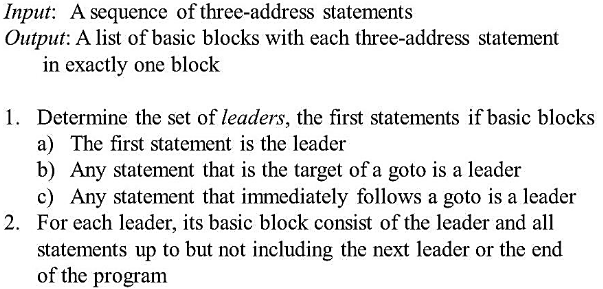 Input: A sequence of three-address statements
Output: A list of basic blocks with each three-address statement
in exactly one block
1. Determine the set of leaders, the first statements if basic blocks
a) The first statement is the leader
b) Any statement that is the target of a goto is a leader
c) Any statement that immediately follows a goto is a leader
2. For each leader, its basic block consist of the leader and all
statements up to but not including the next leader or the end
of the program